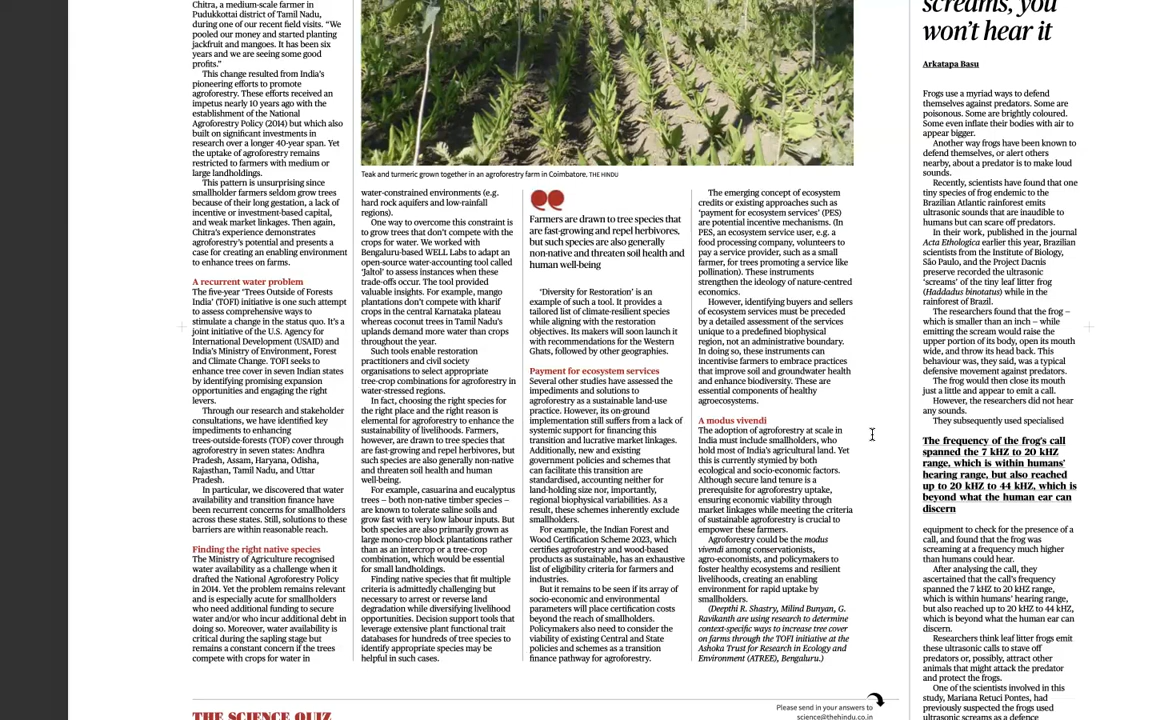 Chitra, a medium-scale farmer in
Pudukkottai district of Tamil Nadu,
during one of our recent field visits. “We
pooled our money and started planting
jackfruit and mangoes. It has been six
years and we are seeing some good
profits.”
This change resulted from India’s
pioneering efforts to promote
agroforestry. These efforts received an
impetus nearly 10 years ago with the
establishment of the National
Agroforestry Policy (2014) but which also
built on significant investments in
research over a longer 40-year span. Yet
the uptake of agroforestry remains
restricted to farmers with medium or
large landholdings.
This pattern is unsurprising since
smallholder farmers seldom grow trees
because of their long gestation, a lack of
incentive or investment-based capital,
and weak market linkages. Then again,
Chitra’s experience demonstrates
agroforestry’s potential and presents a
case for creating an enabling environment
to enhance trees on farms.
A recurrent water problem
The five-year ‘Trees Outside of Forests
India’ (TOFI) initiative is one such attempt
to assess comprehensive ways to
stimulate a change in the status quo. It’s a
joint initiative of the U.S. Agency for
International Development (USAID) and
India’s Ministry of Environment, Forest
and Climate Change. TOFI seeks to
enhance tree cover in seven Indian states
by identifying promising expansion
opportunities and engaging the right
levers.
Through our research and stakeholder
consultations, we have identified key
impediments to enhancing
trees-outside-forests (TOF) cover through
agroforestry in seven states: Andhra
Pradesh, Assam, Haryana, Odisha,
Rajasthan, Tamil Nadu, and Uttar
Pradesh.
In particular, we discovered that water
availability and transition finance have
been recurrent concerns for smallholders
across these states. Still, solutions to these
barriers are within reasonable reach.
Finding the right native species
The Ministry of Agriculture recognised
water availability as a challenge when it
drafted the National Agroforestry Policy
in 2014. Yet the problem remains relevant
and is especially acute for smallholders
who need additional funding to secure
water and/or who incur additional debt in
doing so. Moreover, water availability is
critical during the sapling stage but
remains a constant concern if the trees
compete with crops for water in
Teak and turmeric grown together in an agroforestry farm in Coimbatore. THE HINDU
water-constrained environments (e.g.
hard rock aquifers and low-rainfall
regions).
One way to overcome this constraint is
to grow trees that don’t compete with the
crops for water. We worked with
Bengaluru-based WELL Labs to adapt an
open-source water-accounting tool called
‘Jaltol’ to assess instances when these
trade-offs occur. The tool provided
valuable insights. For example, mango
plantations don’t compete with kharif
crops in the central Karnataka plateau
whereas coconut trees in Tamil Nadu’s
uplands demand more water than crops
throughout the year.
Such tools enable restoration
practitioners and civil society
organisations to select appropriate
tree-crop combinations for agroforestry in
water-stressed regions.
In fact, choosing the right species for
the right place and the right reason is
elemental for agroforestry to enhance the
sustainability of livelihoods. Farmers,
however, are drawn to tree species that
are fast-growing and repel herbivores, but
such species are also generally non-native
and threaten soil health and human
well-being.
For example, casuarina and eucalyptus
trees – both non-native timber species –
are known to tolerate saline soils and
grow fast with very low labour inputs. But
both species are also primarily grown as
large mono-crop block plantations rather
than as an intercrop or a tree-crop
combination, which would be essential
for small landholdings.
Finding native species that fit multiple
criteria is admittedly challenging but
necessary to arrest or reverse land
degradation while diversifying livelihood
opportunities. Decision support tools that
leverage extensive plant functional trait
databases for hundreds of tree species to
identify appropriate species may be
helpful in such cases.
Farmers are drawn to tree species that
are fast-growing and repel herbivores,
but such species are also generally
non-native and threaten soil health and
human well-being
‘Diversity for Restoration’ is an
example of such a tool. It provides a
tailored list of climate-resilient species
while aligning with the restoration
objectives. Its makers will soon launch it
with recommendations for the Western
Ghats, followed by other geographies.
Payment for ecosystem services
Several other studies have assessed the
impediments and solutions to
agroforestry as a sustainable land-use
practice. However, its on-ground
implementation still suffers from a lack of
systemic support for financing this
transition and lucrative market linkages.
Additionally, new and existing
government policies and schemes that
can facilitate this transition are
standardised, accounting neither for
land-holding size nor, importantly,
regional biophysical variabilities. As a
result, these schemes inherently exclude
smallholders.
For example, the Indian Forest and
Wood Certification Scheme 2023, which
certifies agroforestry and wood-based
products as sustainable, has an exhaustive
list of eligibility criteria for farmers and
industries.
But it remains to be seen if its array of
socio-economic and environmental
parameters will place certification costs
beyond the reach of smallholders.
Policymakers also need to consider the
viability of existing Central and State
policies and schemes as a transition
finance pathway for agroforestry.
The emerging concept of ecosystem
credits or existing approaches such as
‘payment for ecosystem services’ (PES)
are potential incentive mechanisms. (In
PES, an ecosystem service user, e.g. a
food processing company, volunteers to
pay a service provider, such as a small
farmer, for trees promoting a service like
pollination). These instruments
strengthen the ideology of nature-centred
economics.
However, identifying buyers and sellers
of ecosystem services must be preceded
by a detailed assessment of the services
unique to a predefined biophysical
region, not an administrative boundary.
In doing so, these instruments can
incentivise farmers to embrace practices
that improve soil and groundwater health
and enhance biodiversity. These are
essential components of healthy
agroecosystems.
A modus vivendi
The adoption of agroforestry at scale in
India must include smallholders, who
hold most of India’s agricultural land. Yet
this is currently stymied by both
ecological and socio-economic factors.
Although secure land tenure is a
prerequisite for agroforestry uptake,
ensuring economic viability through
market linkages while meeting the criteria
of sustainable agroforestry is crucial to
empower these farmers.
Agroforestry could be the modus
vivendi among conservationists,
agro-economists, and policymakers to
foster healthy ecosystems and resilient
livelihoods, creating an enabling
environment for rapid uptake by
smallholders.
(Deepthi R. Shastry, Milind Bunyan, G.
Ravikanth are using research to determine
context-specific ways to increase tree cover
on farms through the TOFI initiative at the
Ashoka Trust for Research in Ecology and
Environment (ATREE), Bengaluru.)
screams, you
won’t hear it
Arkatapa Basu
Frogs use a myriad ways to defend
themselves against predators. Some are
poisonous. Some are brightly coloured.
Some even inflate their bodies with air to
appear bigger.
Another way frogs have been known to
defend themselves, or alert others
nearby, about a predator is to make loud
sounds.
Recently, scientists have found that one
tiny species of frog endemic to the
Brazilian Atlantic rainforest emits
ultrasonic sounds that are inaudible to
humans but can scare off predators.
In their work, published in the journal
Acta Ethologica earlier this year, Brazilian
scientists from the Institute of Biology,
São Paulo, and the Project Dacnis
preserve recorded the ultrasonic
‘screams’ of the tiny leaf litter frog
(Haddadus binotatus) while in the
rainforest of Brazil.
The researchers found that the frog –
which is smaller than an inch – while
emitting the scream would raise the
upper portion of its body, open its mouth
wide, and throw its head back. This
behaviour was, they said, was a typical
defensive movement against predators.
The frog would then close its mouth
just a little and appear to emit a call.
However, the researchers did not hear
any sounds.
They subsequently used specialised
The frequency of the frog’s call
spanned the 7 kHZ to 20 kHZ
range, which is within humans’
hearing range, but also reached
up to 20 kHZ to 44 kHZ, which is
beyond what the human ear can
discern
equipment to check for the presence of a
call, and found that the frog was
screaming at a frequency much higher
than humans could hear.
After analysing the call, they
ascertained that the call’s frequency
spanned the 7 kHZ to 20 kHZ range,
which is within humans’ hearing range,
but also reached up to 20 kHZ to 44 kHZ,
which is beyond what the human ear can
discern.
Researchers think leaf litter frogs emit
these ultrasonic calls to stave off
predators or, possibly, attract other
animals that might attack the predator
and protect the frogs.
One of the scientists involved in this
study, Mariana Retuci Pontes, had
previously suspected the frogs used
ultrasonic screams as a defence
THE SCIENCE QUIZ
Please send in your answers to
science@thehindu.co.in